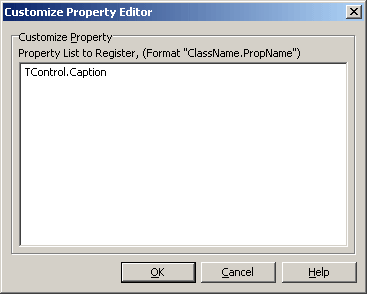 Customize Property Editor
Customize Property
Property List to Register, (Format "ClassName.PropName")
TControl.Caption
OK
Cancel
Help